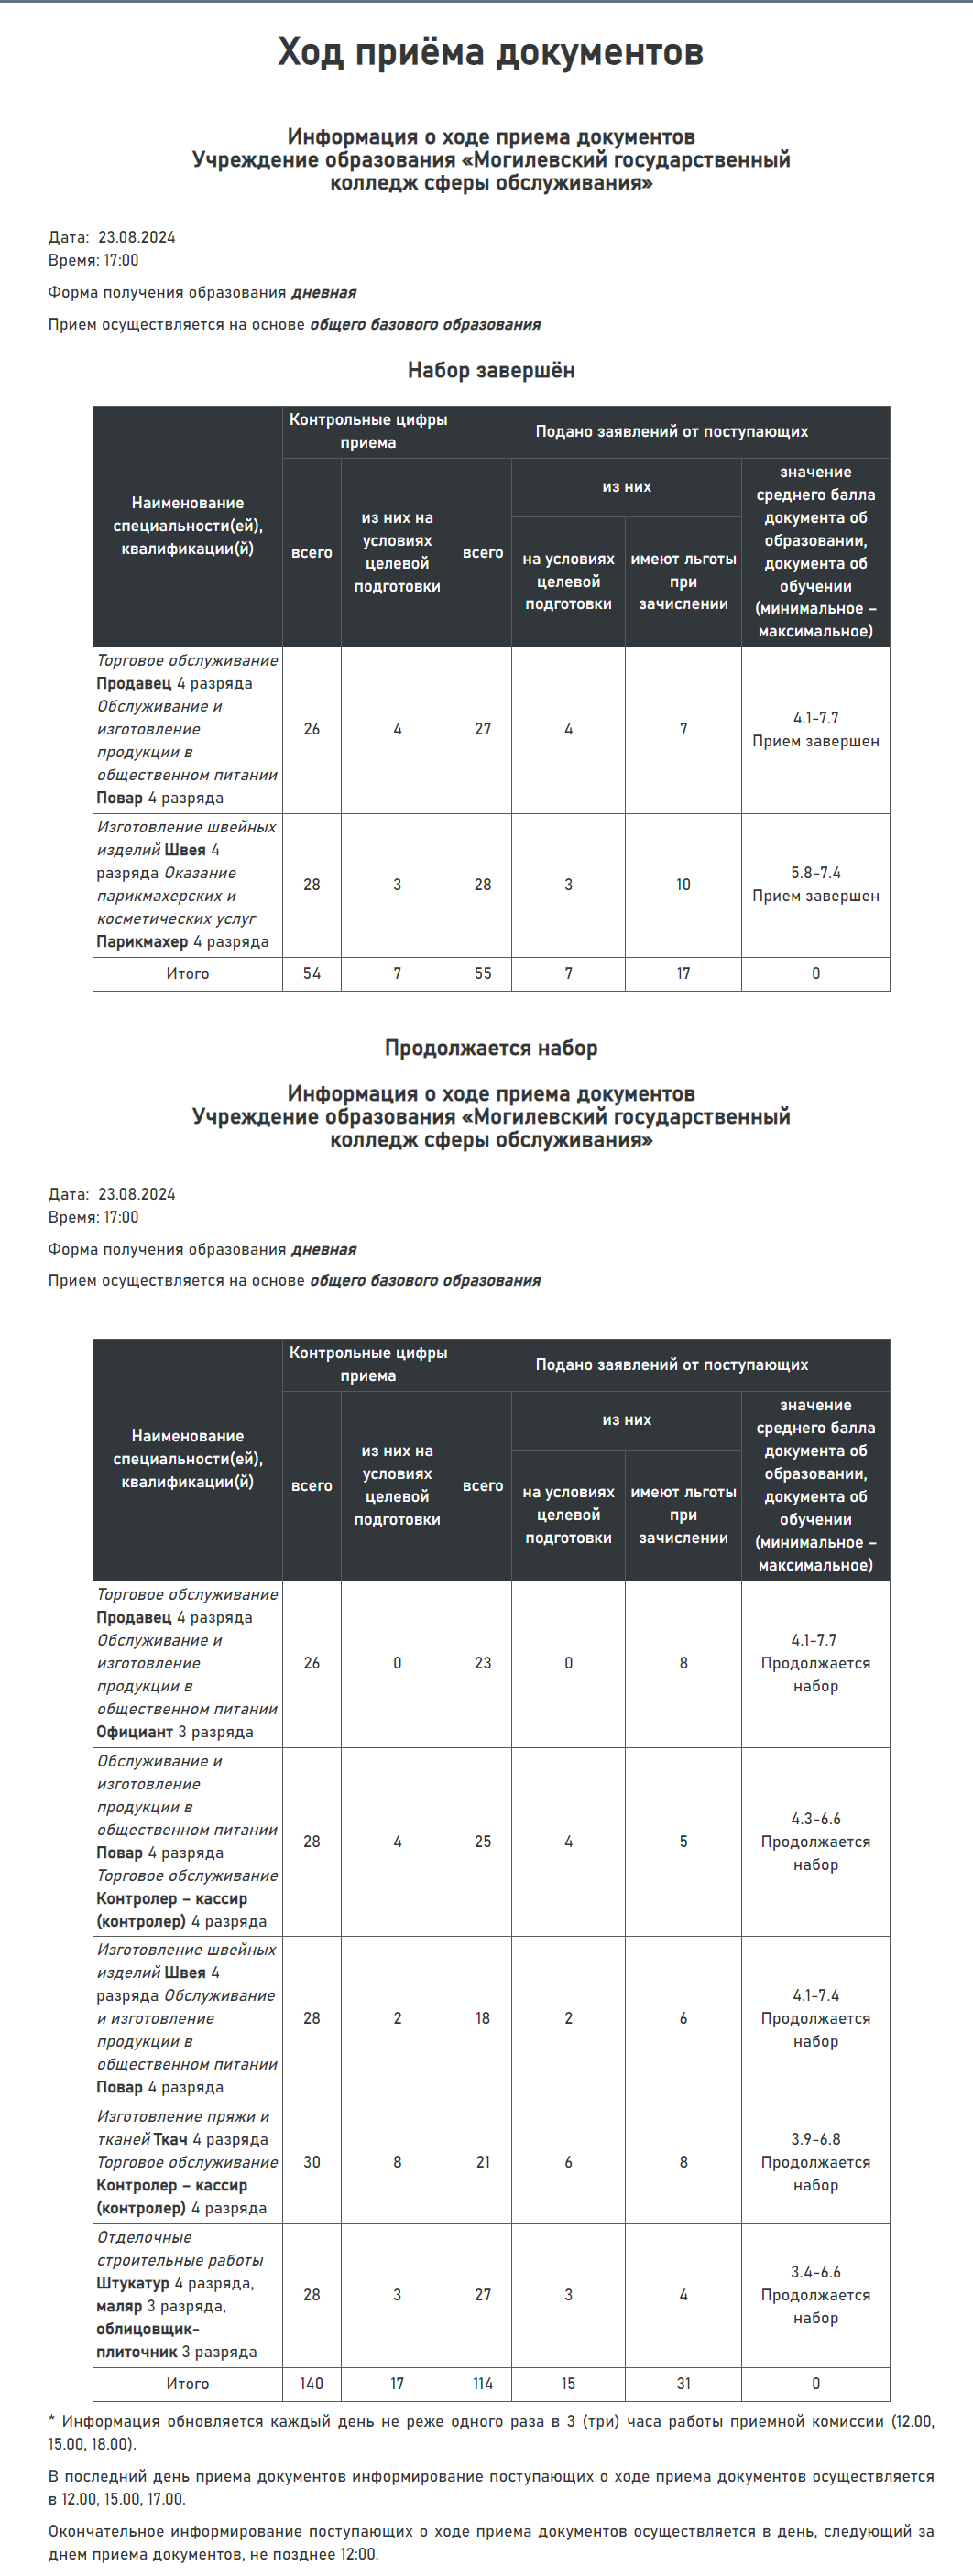 Ход приёма документов
Информация о ходе приема документов
Учреждение образования «Могилевский государственный
колледж сферы обслуживания»
Дата: 23.08.2024
Время: 17:00
Форма получения образования дневная
Прием осуществляется на основе общего базового образования
Набор завершён
Наименование
специальности(ей),
квалификации(й)
Контрольные цифры
приема
Подано заявлений от поступающих
всего
из них на
условиях
целевой
подготовки
всего
из них
на условиях
целевой
подготовки
имеют льготы
при
зачислении
значение
среднего балла
документа об
образовании,
документа об
обучении
(минимальное –
максимальное)
Торговое обслуживание
Продавец 4 разряда
Обслуживание и
изготовление
продукции в
общественном питании
Повар 4 разряда
26
4
27
4
7
4.1-7.7
Прием завершен
Изготовление швейных
изделий Швея 4
разряда Оказание
парикмахерских и
косметических услуг
Парикмахер 4 разряда
28
3
28
3
10
5.8-7.4
Прием завершен
Итого
54
7
55
7
17
0
Продолжается набор
Информация о ходе приема документов
Учреждение образования «Могилевский государственный
колледж сферы обслуживания»
Дата: 23.08.2024
Время: 17:00
Форма получения образования дневная
Прием осуществляется на основе общего базового образования
Наименование
специальности(ей),
квалификации(й)
Контрольные цифры
приема
Подано заявлений от поступающих
всего
из них на
условиях
целевой
подготовки
всего
из них
на условиях
целевой
подготовки
имеют льготы
при
зачислении
значение
среднего балла
документа об
образовании,
документа об
обучении
(минимальное –
максимальное)
Торговое обслуживание
Продавец 4 разряда
Обслуживание и
изготовление
продукции в
общественном питании
Официант 3 разряда
26
0
23
0
8
4.1-7.7
Продолжается
набор
Обслуживание и
изготовление
продукции в
общественном питании
Повар 4 разряда
Торговое обслуживание
Контролер – кассир
(контролер) 4 разряда
28
4
25
4
5
4.3-6.6
Продолжается
набор
Изготовление швейных
изделий Швея 4
разряда Обслуживание
и изготовление
продукции в
общественном питании
Повар 4 разряда
28
2
18
2
6
4.1-7.4
Продолжается
набор
Изготовление пряжи и
тканей Ткач 4 разряда
Торговое обслуживание
Контролер – кассир
(контролер) 4 разряда
30
8
21
6
8
3.9-6.8
Продолжается
набор
Отделочные
строительные работы
Штукатур 4 разряда,
маляр 3 разряда,
облицовщик-
плиточник 3 разряда
28
3
27
3
4
3.4-6.6
Продолжается
набор
Итого
140
17
114
15
31
0
* Информация обновляется каждый день не реже одного раза в 3 (три) часа работы приемной комиссии (12.00,
15.00, 18.00).
В последний день приема документов информирование поступающих о ходе приема документов осуществляется
в 12.00, 15.00, 17.00.
Окончательное информирование поступающих о ходе приема документов осуществляется в день, следующий за
днем приема документов, не позднее 12:00.